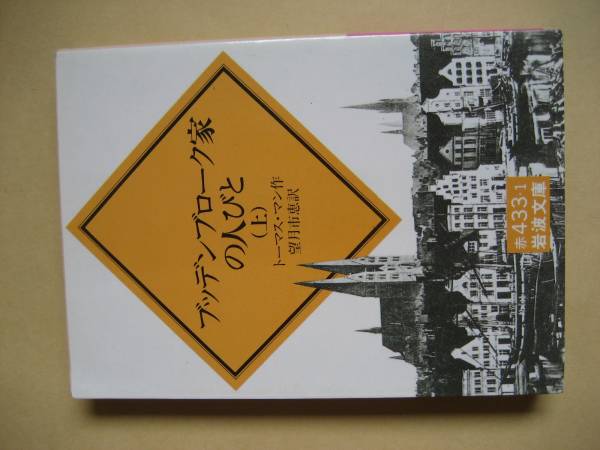 ブッデンブローク家
の人びと
(上)
トーマス・マン作
望月市恵訳
赤433-1
岩波文庫